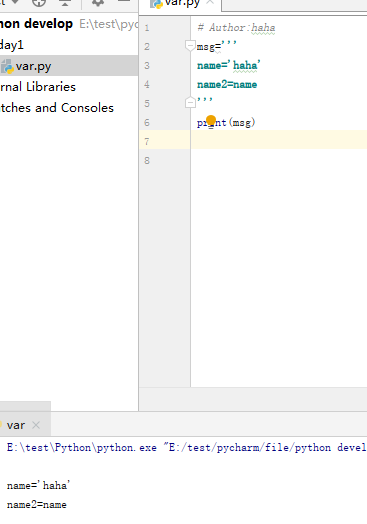 var.py
thon develop E:\test\pyc
day1
var.py
rnal Libraries
tches and Consoles
1 # Author:haha
2 msg='''
3 name='haha'
4 name2=name
5 '''
6 print(msg)
7
8
var
E:\test\Python\python.exe "E:/test/pycharm/file/python devel
name='haha'
name2=name